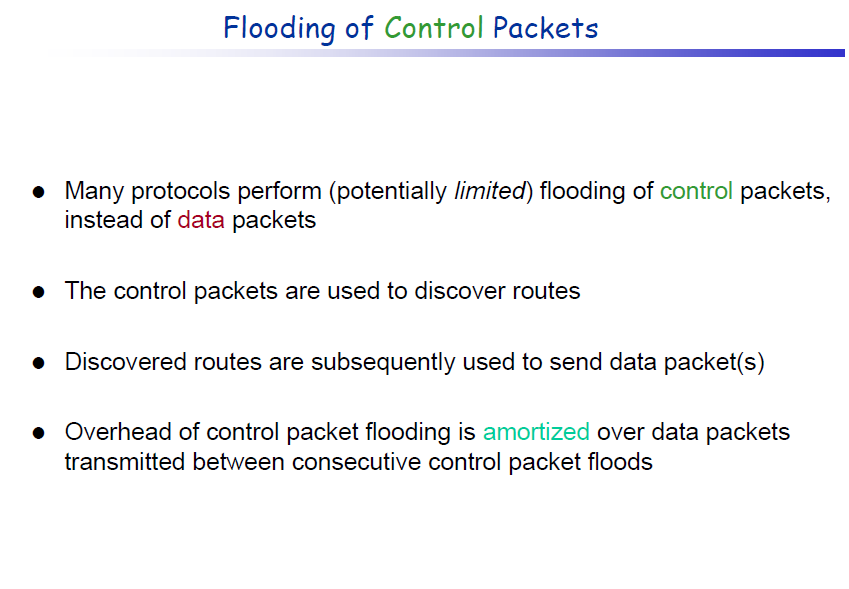 Flooding of Control Packets
● Many protocols perform (potentially limited) flooding of control packets,
instead of data packets
● The control packets are used to discover routes
● Discovered routes are subsequently used to send data packet(s)
● Overhead of control packet flooding is amortized over data packets
transmitted between consecutive control packet floods